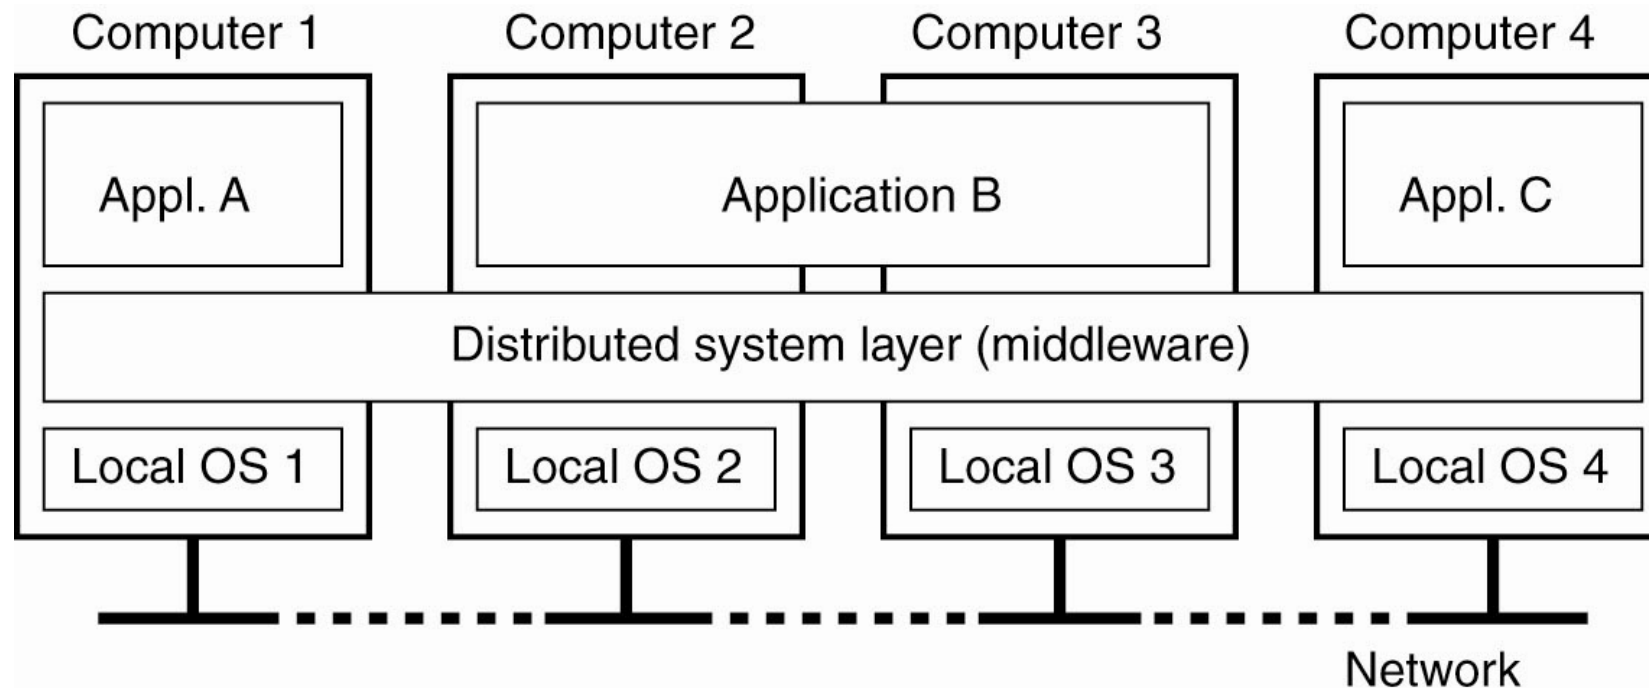 Computer 1 Computer 2 Computer 3 Computer 4
Appl. A Application B Appl. C
Distributed system layer (middleware)
Local OS 1 Local OS 2 Local OS 3 Local OS 4
Network